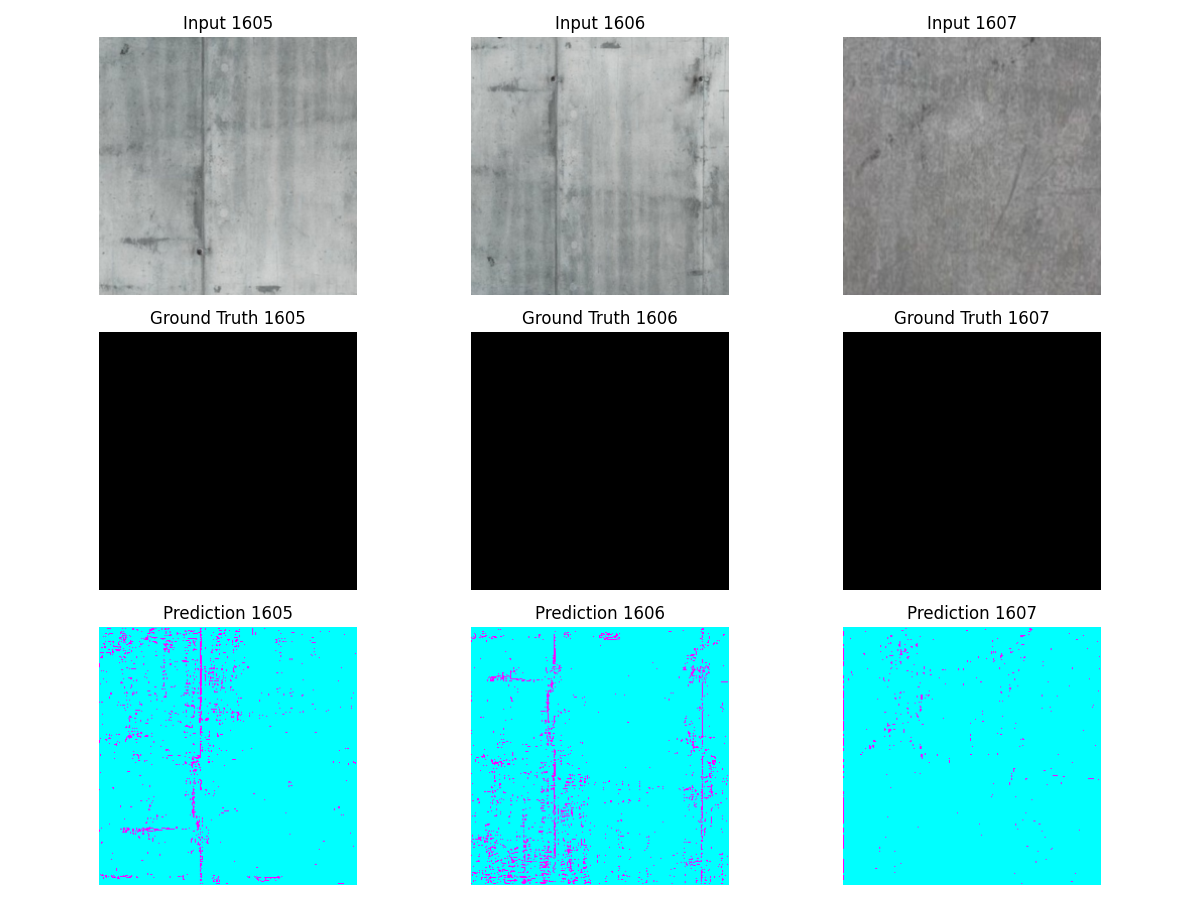 Input 1605
Input 1606
Input 1607
Ground Truth 1605
Ground Truth 1606
Ground Truth 1607
Prediction 1605
Prediction 1606
Prediction 1607